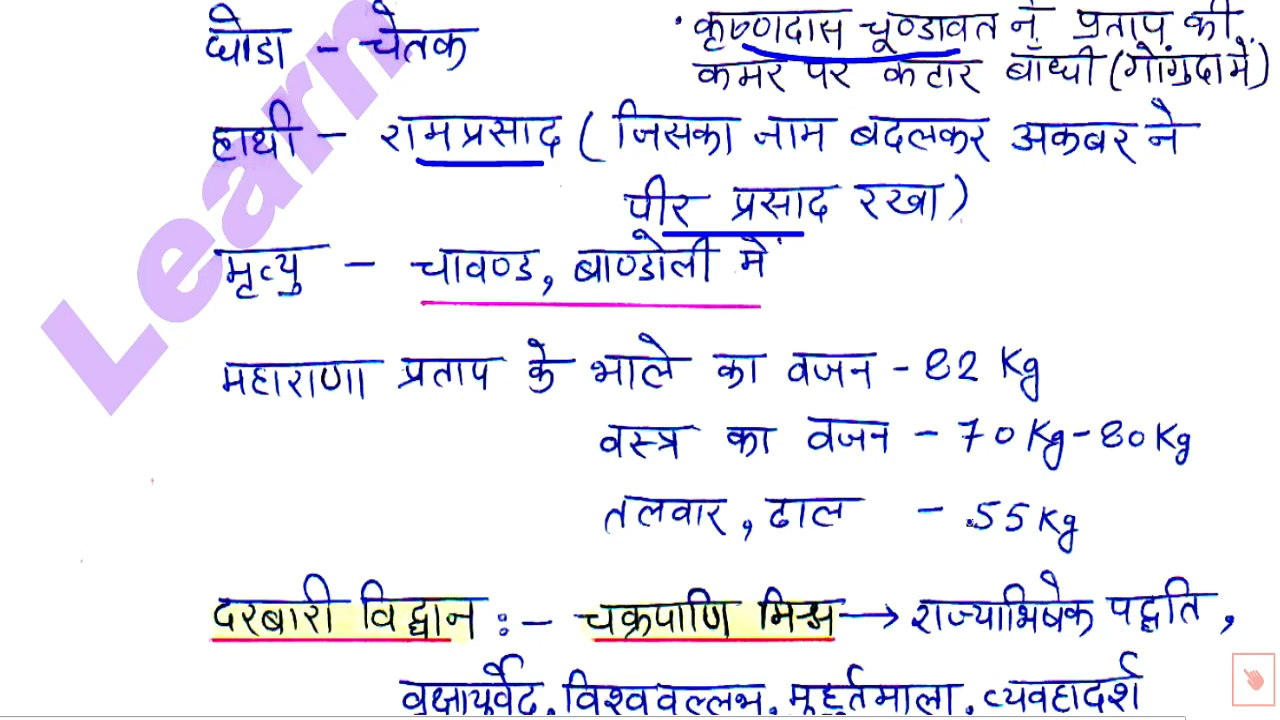 घोडा - चेतक
• कृष्णदास चूण्डावत ने प्रताप की
कमर पर कटार बाँधी (गोगुंदा में)
हाथी - रामप्रसाद ( जिसका नाम बदलकर अकबर ने
पीर प्रसाद रखा)
मृत्यु - चावण्ड, बाण्डोली में
महाराणा प्रताप के भाले का वजन - 82 Kg
वस्त्र का वजन - 70 Kg - 80 Kg
तलवार, ढाल - 55 Kg
दरबारी विद्वान :- चक्रपाणि मिश्र → राज्याभिषेक पद्धति,
वृक्षायुर्वेद, विश्ववल्लभ, मुहूर्तमाला, व्यवहादर्श
Learn